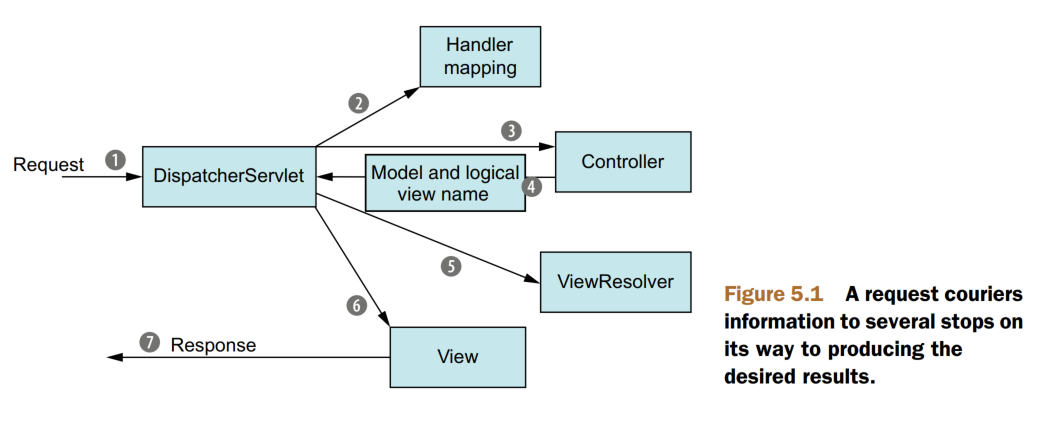 Handler
mapping
2
3
Request 1
DispatcherServlet
Controller
Model and logical
view name
4
5
ViewResolver
6
7 Response
View
Figure 5.1 A request couriers
information to several stops on
its way to producing the
desired results.